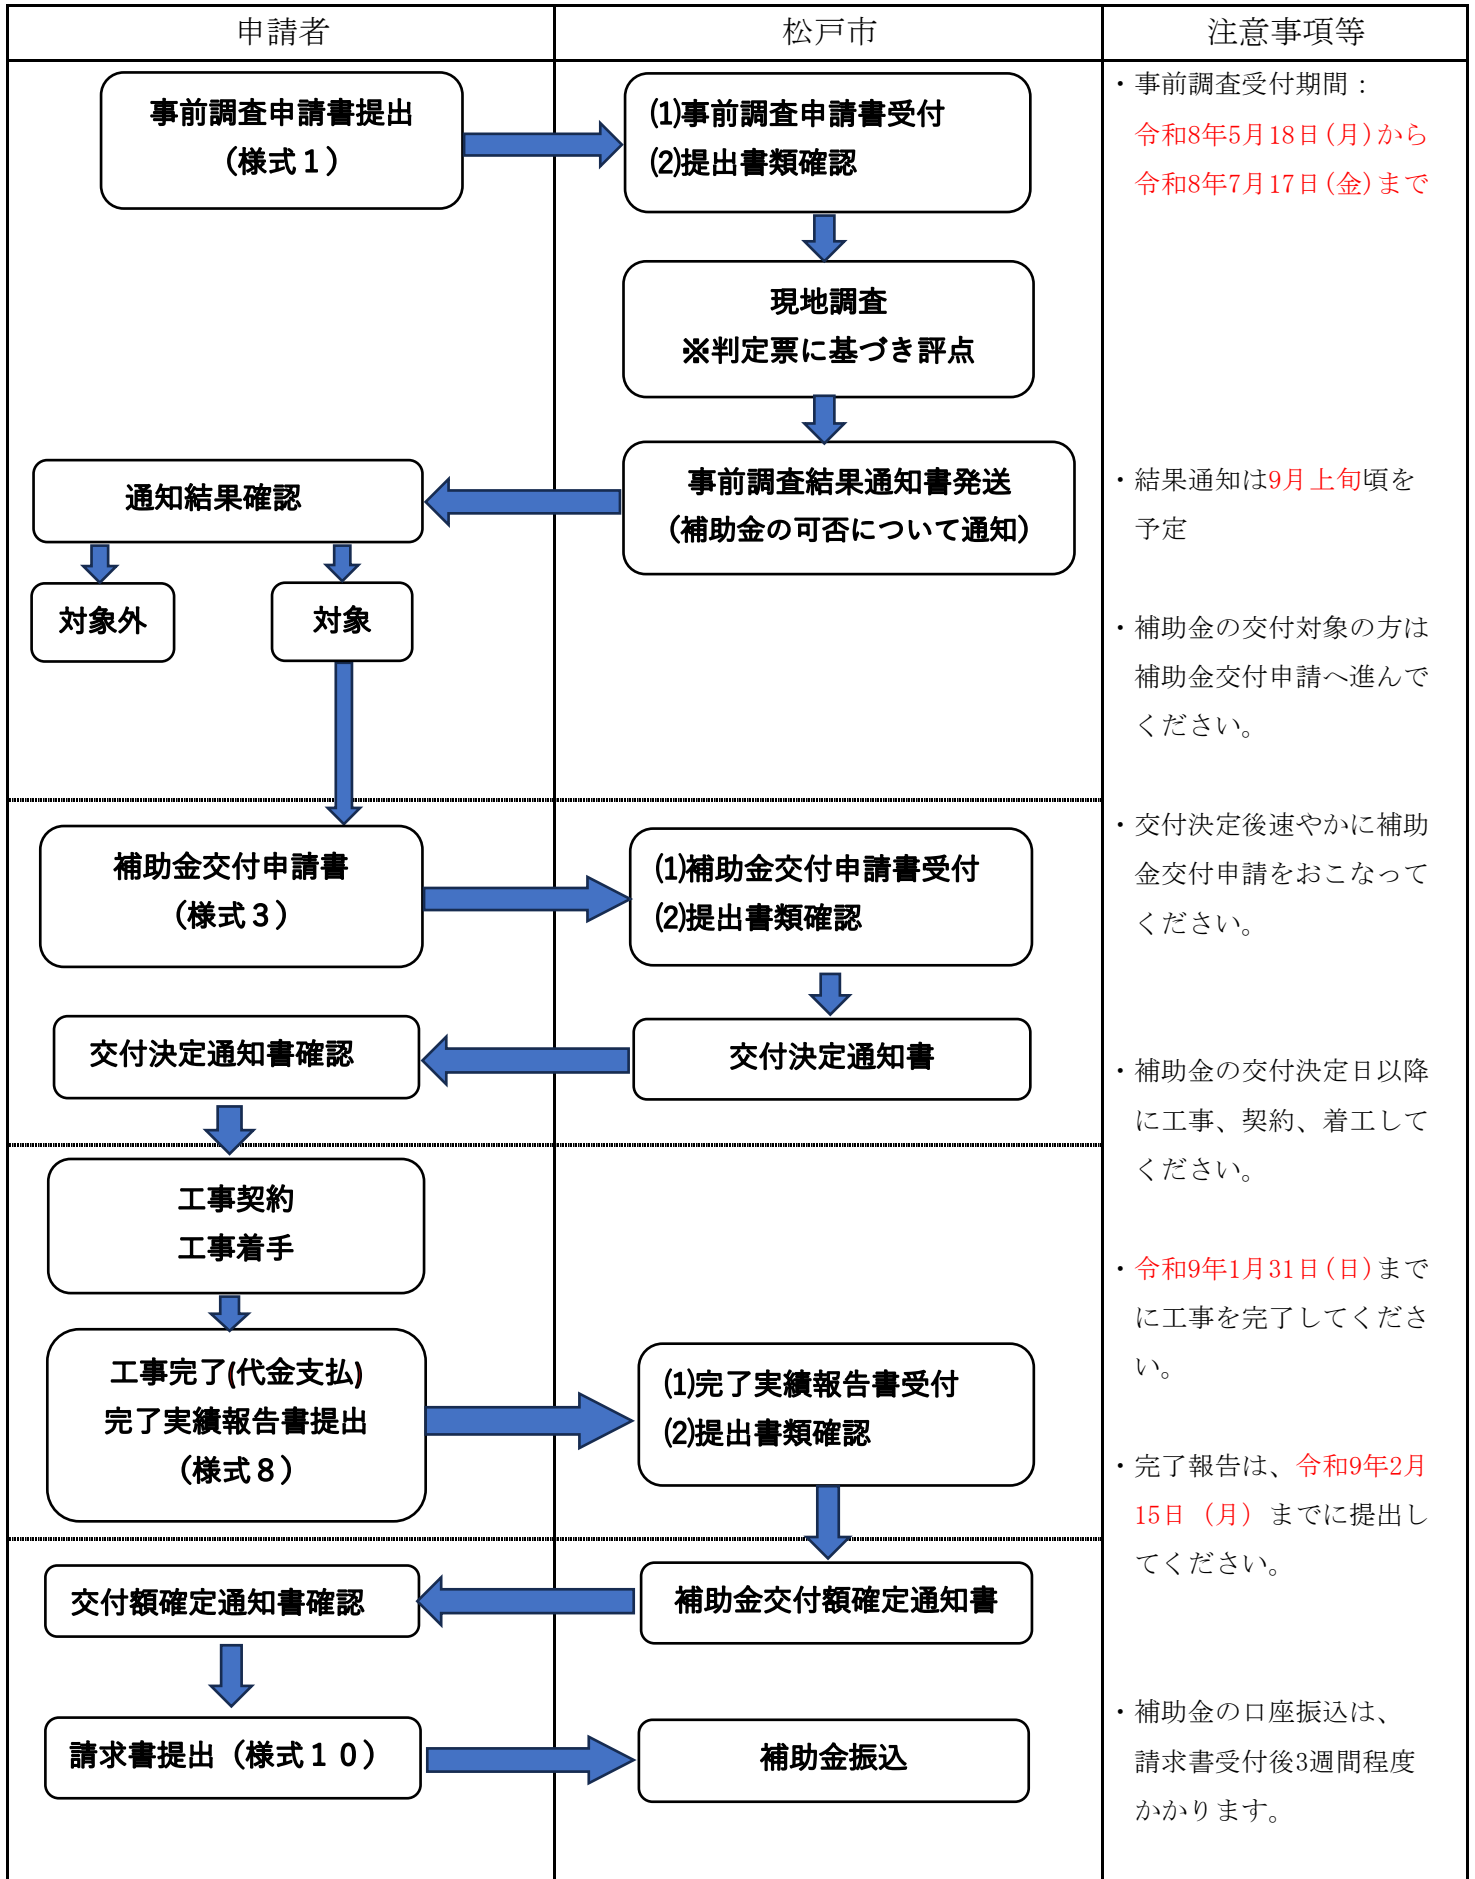 申請者
松戸市
注意事項等
事前調査申請書提出
（様式１）
⑴事前調査申請書受付
⑵提出書類確認
・事前調査受付期間：
令和8年5月18日(月)から
令和8年7月17日(金)まで
現地調査
※判定票に基づき評点
事前調査結果通知書発送
（補助金の可否について通知）
通知結果確認
対象外
対象
・結果通知は9月上旬頃を
予定
・補助金の交付対象の方は
補助金交付申請へ進んで
ください。
補助金交付申請書
（様式３）
⑴補助金交付申請書受付
⑵提出書類確認
・交付決定後速やかに補助
金交付申請をおこなって
ください。
交付決定通知書
交付決定通知書確認
・補助金の交付決定日以降
に工事、契約、着工して
ください。
工事契約
工事着手
・令和9年1月31日(日)まで
に工事を完了してくださ
い。
工事完了(代金支払)
完了実績報告書提出
（様式８）
⑴完了実績報告書受付
⑵提出書類確認
・完了報告は、令和9年2月
15日（月）までに提出し
てください。
補助金交付額確定通知書
交付額確定通知書確認
請求書提出（様式１０）
補助金振込
・補助金の口座振込は、
請求書受付後3週間程度
かかります。